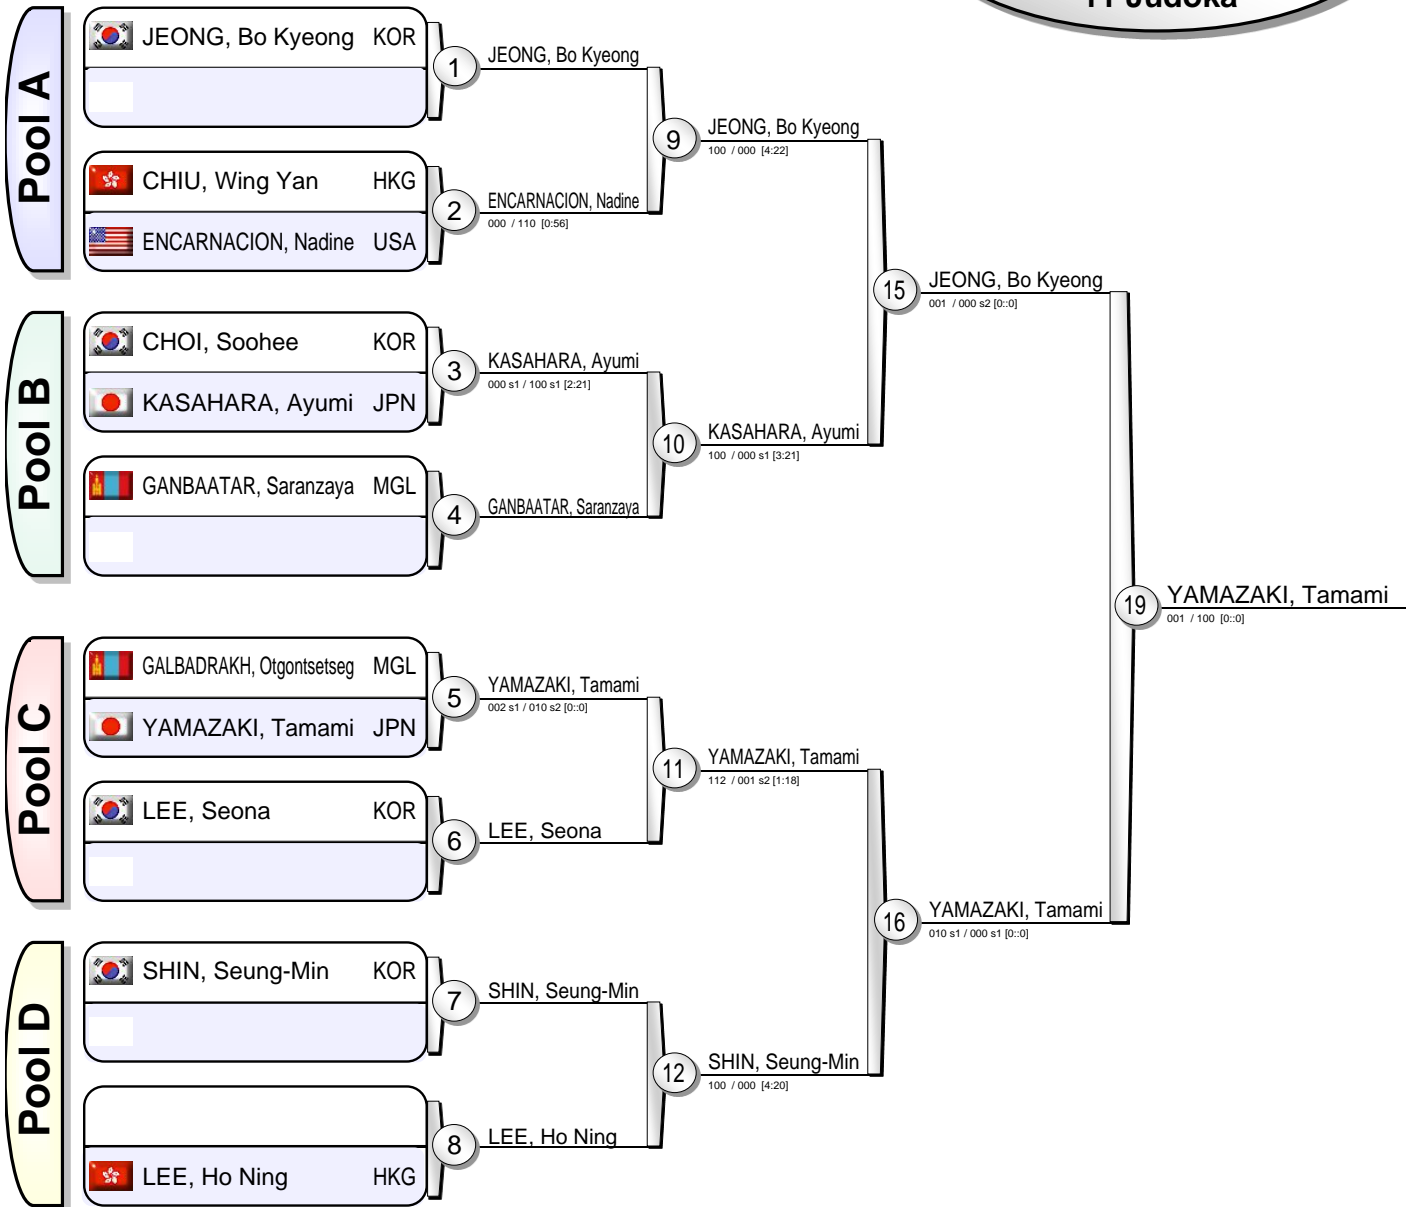 11 Judoka
Pool A
JEONG, Bo Kyeong KOR
1
JEONG, Bo Kyeong
CHIU, Wing Yan HKG
ENCARNACION, Nadine USA
2
ENCARNACION, Nadine
000 / 110 [0:56]
9
JEONG, Bo Kyeong
100 / 000 [4:22]
Pool B
CHOI, Soohee KOR
KASAHARA, Ayumi JPN
3
KASAHARA, Ayumi
000 s1 / 100 s1 [2:21]
GANBAATAR, Saranzaya MGL
4
GANBAATAR, Saranzaya
10
KASAHARA, Ayumi
100 / 000 s1 [3:21]
15
JEONG, Bo Kyeong
001 / 000 s2 [0::0]
Pool C
GALBADRAKH, Otgontsetseg MGL
YAMAZAKI, Tamami JPN
5
YAMAZAKI, Tamami
002 s1 / 010 s2 [0::0]
LEE, Seona KOR
6
LEE, Seona
11
YAMAZAKI, Tamami
112 / 001 s2 [1:18]
Pool D
SHIN, Seung-Min KOR
7
SHIN, Seung-Min
LEE, Ho Ning HKG
8
LEE, Ho Ning
12
SHIN, Seung-Min
100 / 000 [4:20]
16
YAMAZAKI, Tamami
010 s1 / 000 s1 [0::0]
19
YAMAZAKI, Tamami
001 / 100 [0::0]